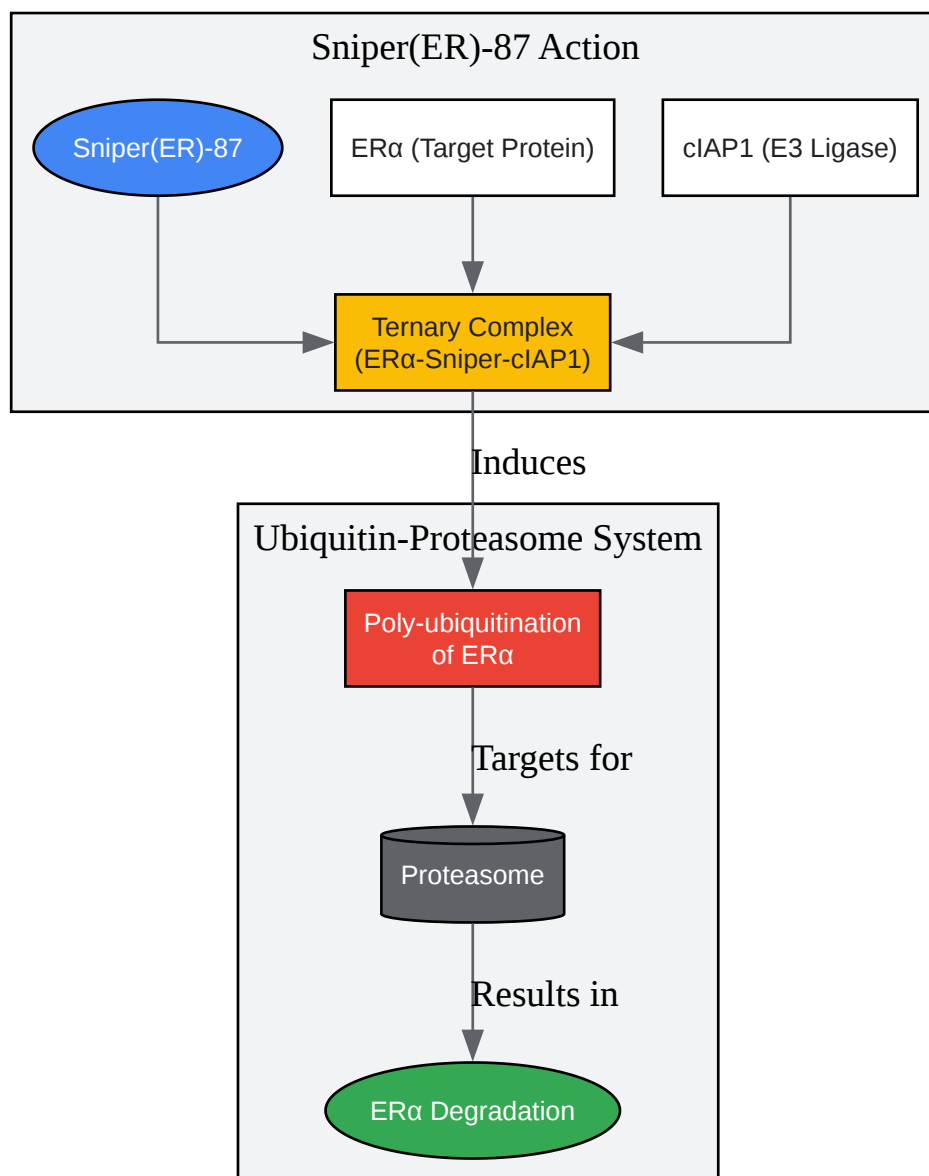 Sniper(ER)-87 Action
Sniper(ER)-87
ERα (Target Protein)
cIAP1 (E3 Ligase)
Ternary Complex
(ERα-Sniper-cIAP1)
Induces
Ubiquitin-Proteasome System
Poly-ubiquitination
of ERα
Targets for
Proteasome
Results in
ERα Degradation